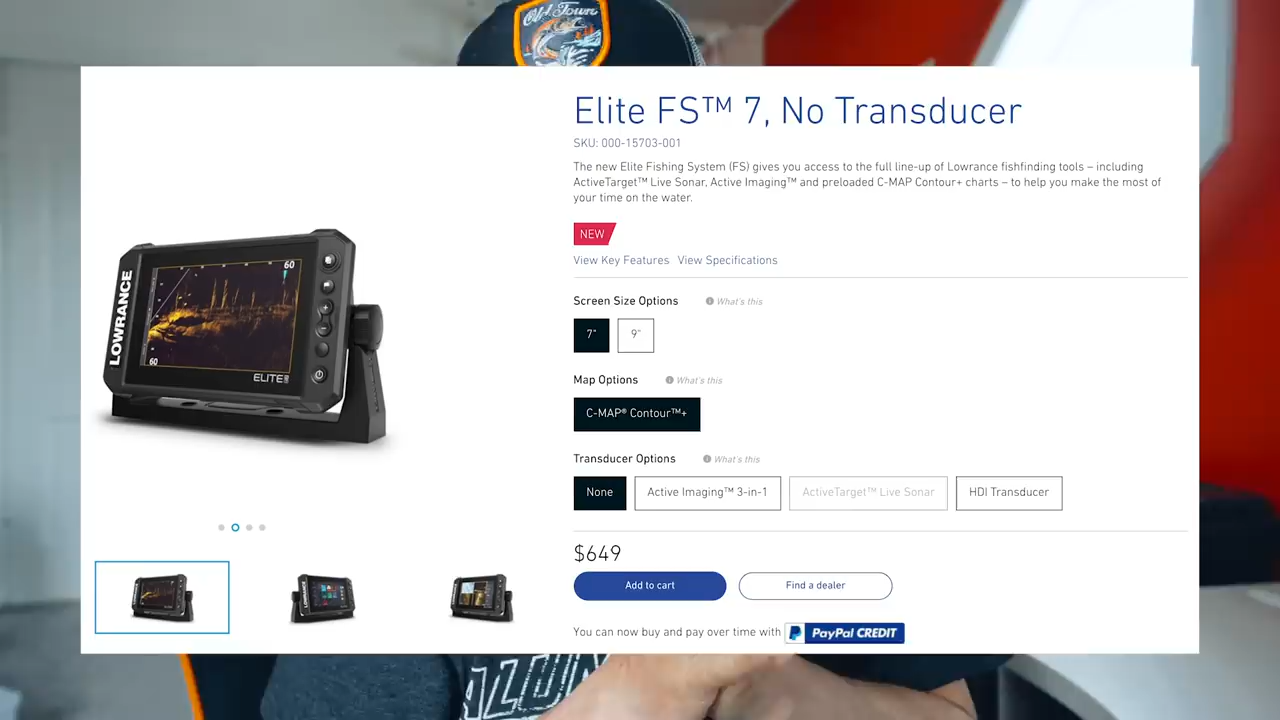 Old Town
Elite FS™ 7, No Transducer
SKU: 000-15703-001
The new Elite Fishing System (FS) gives you access to the full line-up of Lowrance fishfinding tools – including
ActiveTarget™ Live Sonar, Active Imaging™ and preloaded C-MAP Contour+ charts – to help you make the most of
your time on the water.
NEW
View Key Features View Specifications
Screen Size Options What's this
7" 9"
Map Options What's this
C-MAP® Contour™+
Transducer Options What's this
None Active Imaging™ 3-in-1 ActiveTarget™ Live Sonar HDI Transducer
$649
Add to cart Find a dealer
You can now buy and pay over time with PayPal CREDIT
LOWRANCE
60
60
ELITE FS